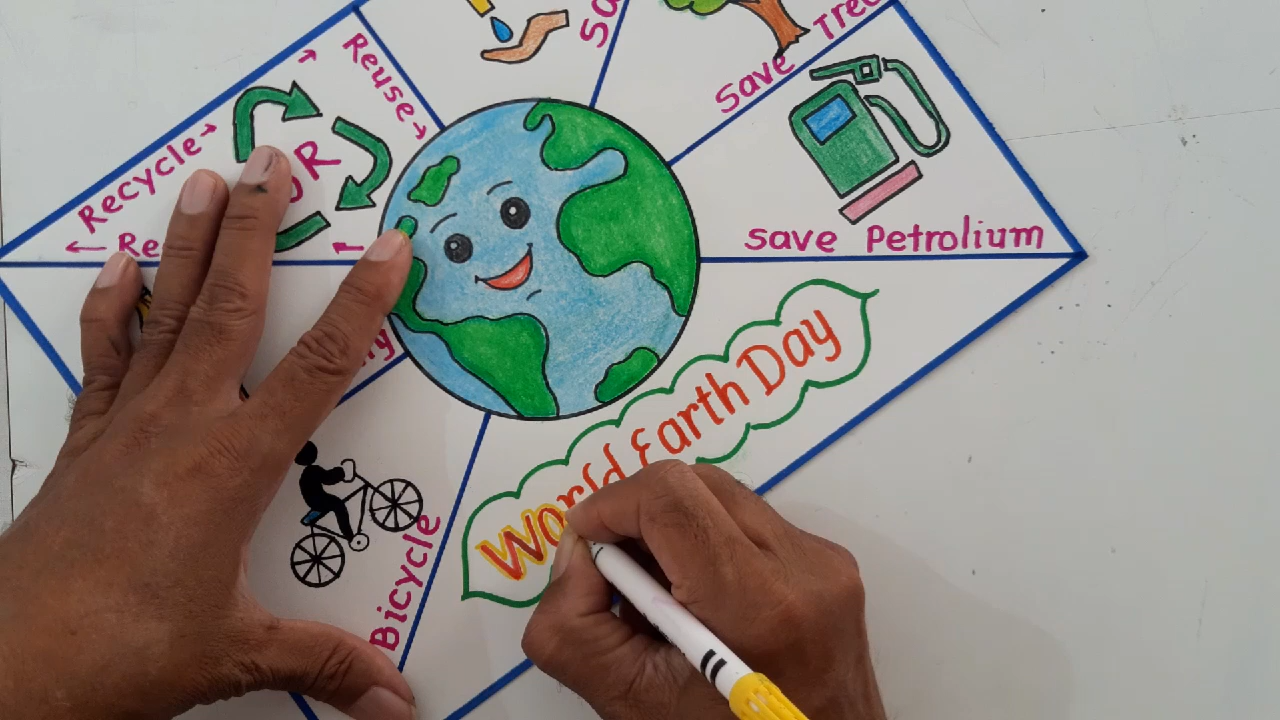 Save Tree
Reuse
Recycle
save Petrolium
World Earth Day
Bicycle